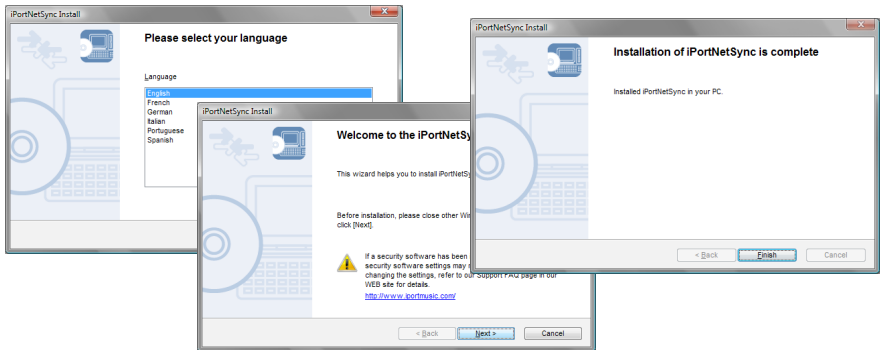 iPortNetSync Install
Please select your language
Language
English
French
German
Italian
Portuguese
Spanish
iPortNetSync Install
Welcome to the iPortNetSy
This wizard helps you to install iPortNetSy
Before installation, please close other Wi
click [Next].
If a security software has been
security software settings may
changing the settings, refer to our Support FAQ page in our
WEB site for details.
http://www.iportmusic.com/
< Back
Next >
Cancel
iPortNetSync Install
Installation of iPortNetSync is complete
Installed iPortNetSync in your PC.
< Back
Finish
Cancel